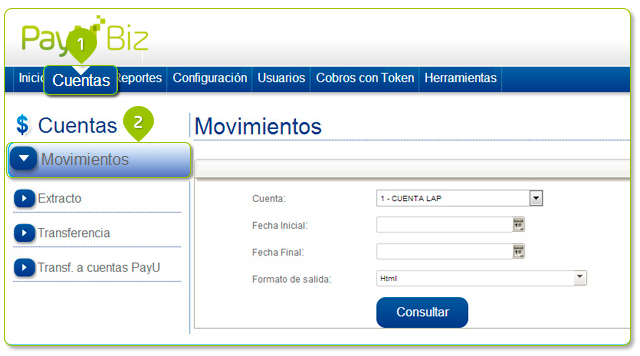 PayU Biz
1
Inicio Cuentas Reportes Configuración Usuarios Cobros con Token Herramientas
$ Cuentas 2
Movimientos
Extracto
Transferencia
Transf. a cuentas PayU
Movimientos
Cuenta: 1 - CUENTA LAP
Fecha Inicial:
Fecha Final:
Formato de salida: Html
Consultar